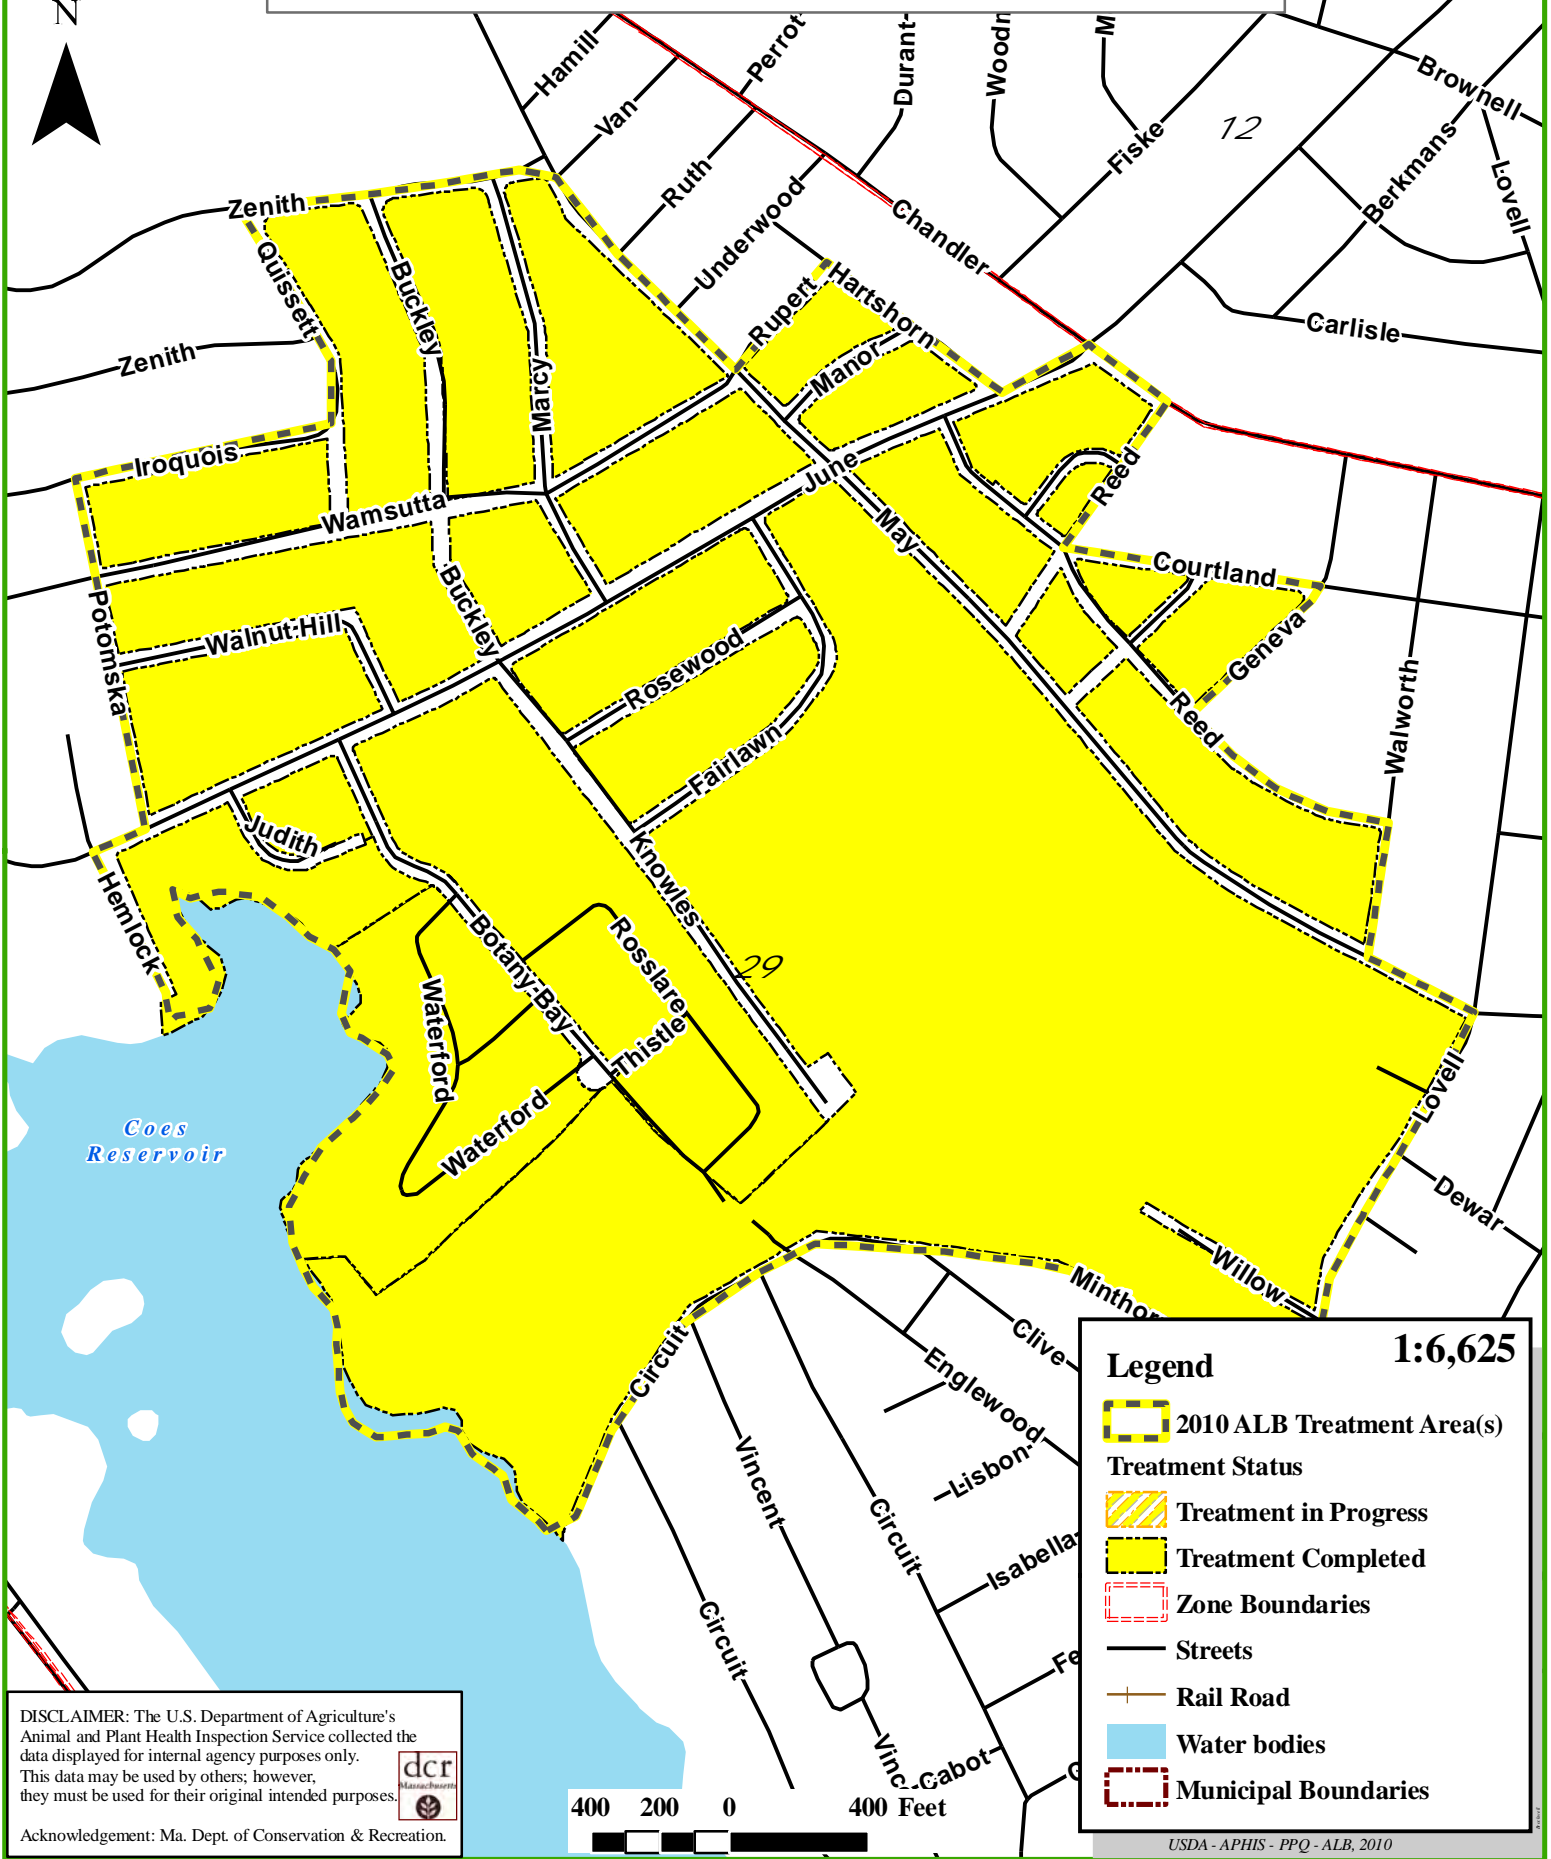 N
Hamill
Van
Perrot
Durant
Woodn
M
12
Brownell
Fiske
Berkmans
Lovell
Ruth
Underwood
Chandler
Zenith
Quissett
Buckley
Marcy
Rupert
Hartshorn
Manor
Carlisle
Zenith
Iroquois
Wamsutta
June
May
Reed
Courtland
Geneva
Potomska
Walnut Hill
Buckley
Rosewood
Fairlawn
Reed
Walworth
Judith
Hemlock
Knowles
Botany Bay
Rosslare
29
Waterford
Thistle
Waterford
Lovell
Coes
Reservoir
Dewar
Willow
Minthor
Circuit
Clive
Englewood
Lisbon
Vincent
Circuit
Isabella
Circuit
Fe
Vinc
Cabot
G
Legend
1:6,625
2010 ALB Treatment Area(s)
Treatment Status
Treatment in Progress
Treatment Completed
Zone Boundaries
Streets
Rail Road
Water bodies
Municipal Boundaries
DISCLAIMER: The U.S. Department of Agriculture's
Animal and Plant Health Inspection Service collected the
data displayed for internal agency purposes only.
This data may be used by others; however,
they must be used for their original intended purposes.
Acknowledgement: Ma. Dept. of Conservation & Recreation.
dcr
Massachusetts
400 200 0 400 Feet
USDA - APHIS - PPQ - ALB, 2010